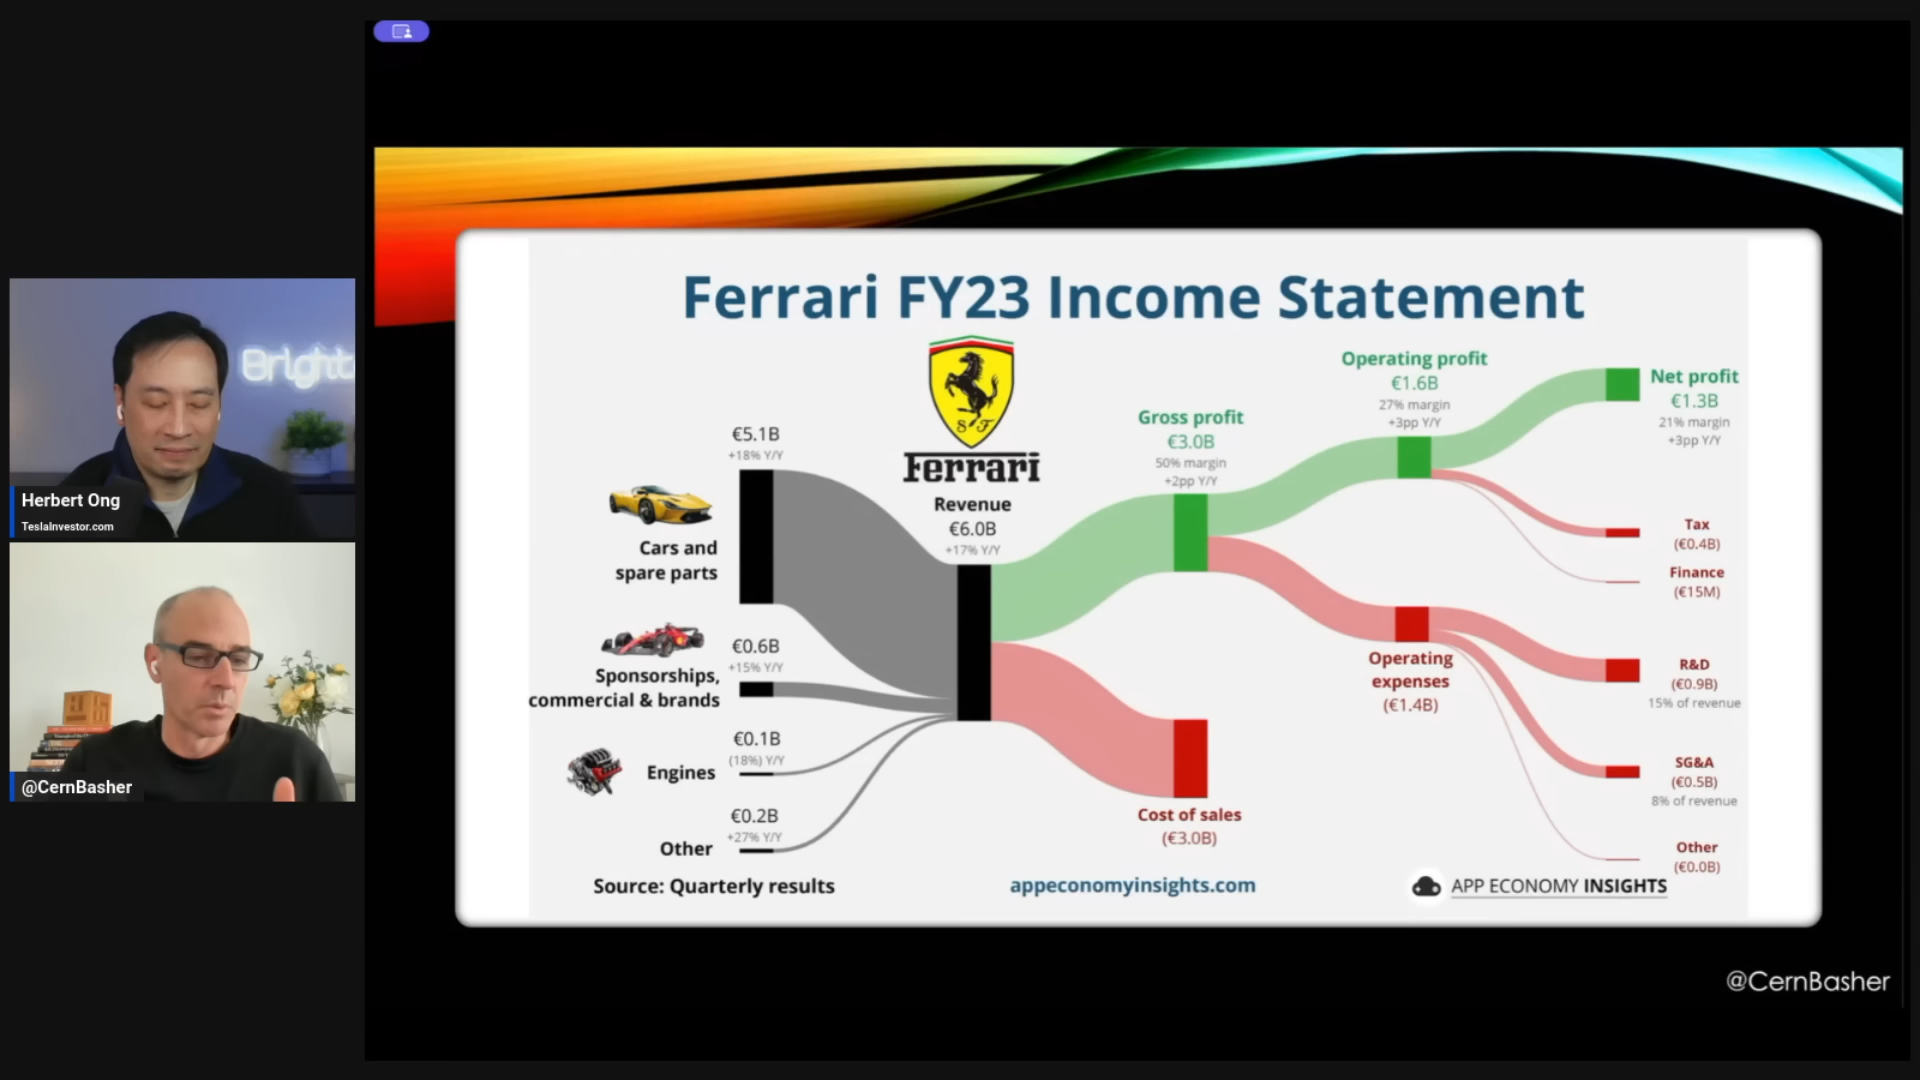 Bright
Herbert Ong
TeslaInvestor.com
@CernBasher
Ferrari FY23 Income Statement
S F
Ferrari
Revenue
€6.0B
+17% Y/Y
€5.1B
+18% Y/Y
Cars and
spare parts
€0.6B
+15% Y/Y
Sponsorships,
commercial & brands
€0.1B
(18%) Y/Y
Engines
€0.2B
+27% Y/Y
Other
Gross profit
€3.0B
50% margin
+2pp Y/Y
Cost of sales
(€3.0B)
Operating profit
€1.6B
27% margin
+3pp Y/Y
Operating
expenses
(€1.4B)
Net profit
€1.3B
21% margin
+3pp Y/Y
Tax
(€0.4B)
Finance
(€15M)
R&D
(€0.9B)
15% of revenue
SG&A
(€0.5B)
8% of revenue
Other
(€0.0B)
Source: Quarterly results
appeconomyinsights.com
APP ECONOMY INSIGHTS
@CernBasher